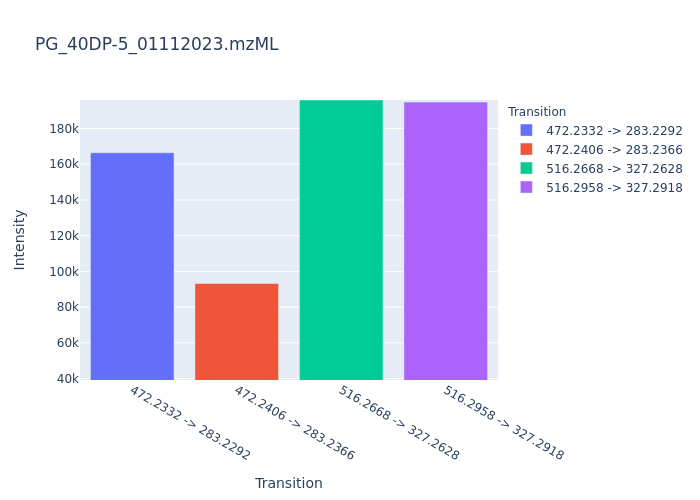 PG_40DP-5_01112023.mzML
Transition
472.2332 -> 283.2292
472.2406 -> 283.2366
516.2668 -> 327.2628
516.2958 -> 327.2918
Intensity
180k
160k
140k
120k
100k
80k
60k
40k
472.2332 -> 283.2292
472.2406 -> 283.2366
516.2668 -> 327.2628
516.2958 -> 327.2918
Transition